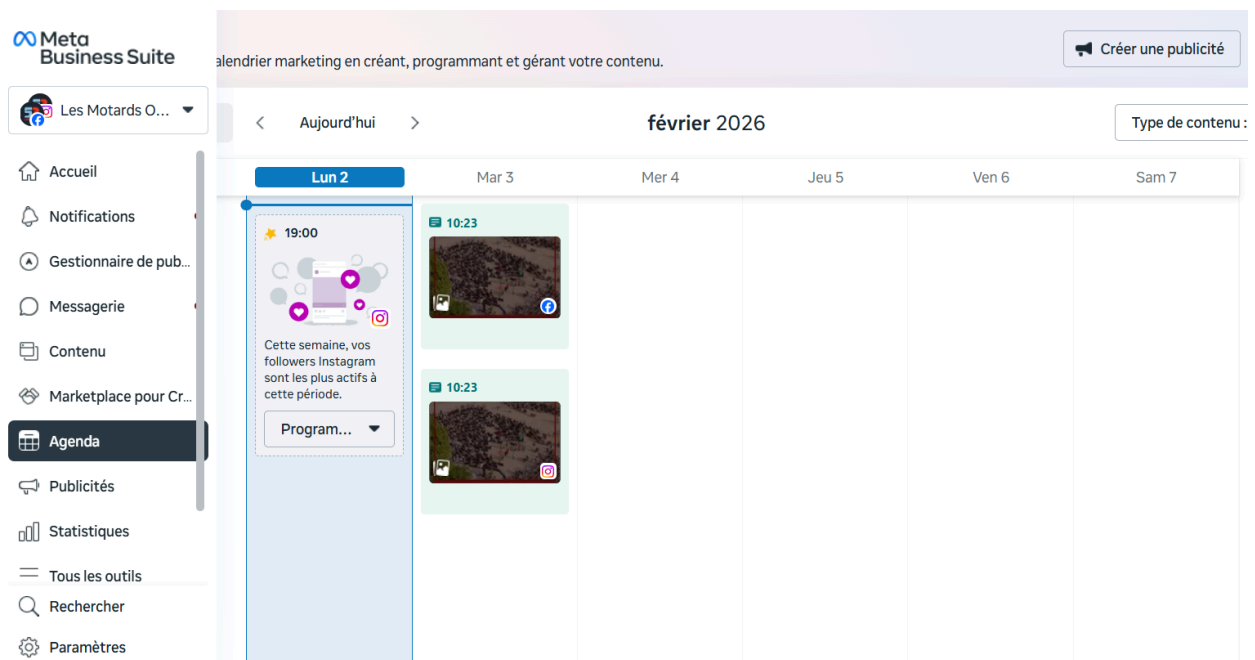 Meta
Business Suite
alendrier marketing en créant, programmant et gérant votre contenu.
Créer une publicité
Les Motards O...
Aujourd'hui
février 2026
Type de contenu :
Accueil
Notifications
Gestionnaire de pub...
Messagerie
Contenu
Marketplace pour Cr...
Agenda
Publicités
Statistiques
Tous les outils
Rechercher
Paramètres
Lun 2
Mar 3
Mer 4
Jeu 5
Ven 6
Sam 7
19:00
Cette semaine, vos
followers Instagram
sont les plus actifs à
cette période.
Program...
10:23
10:23